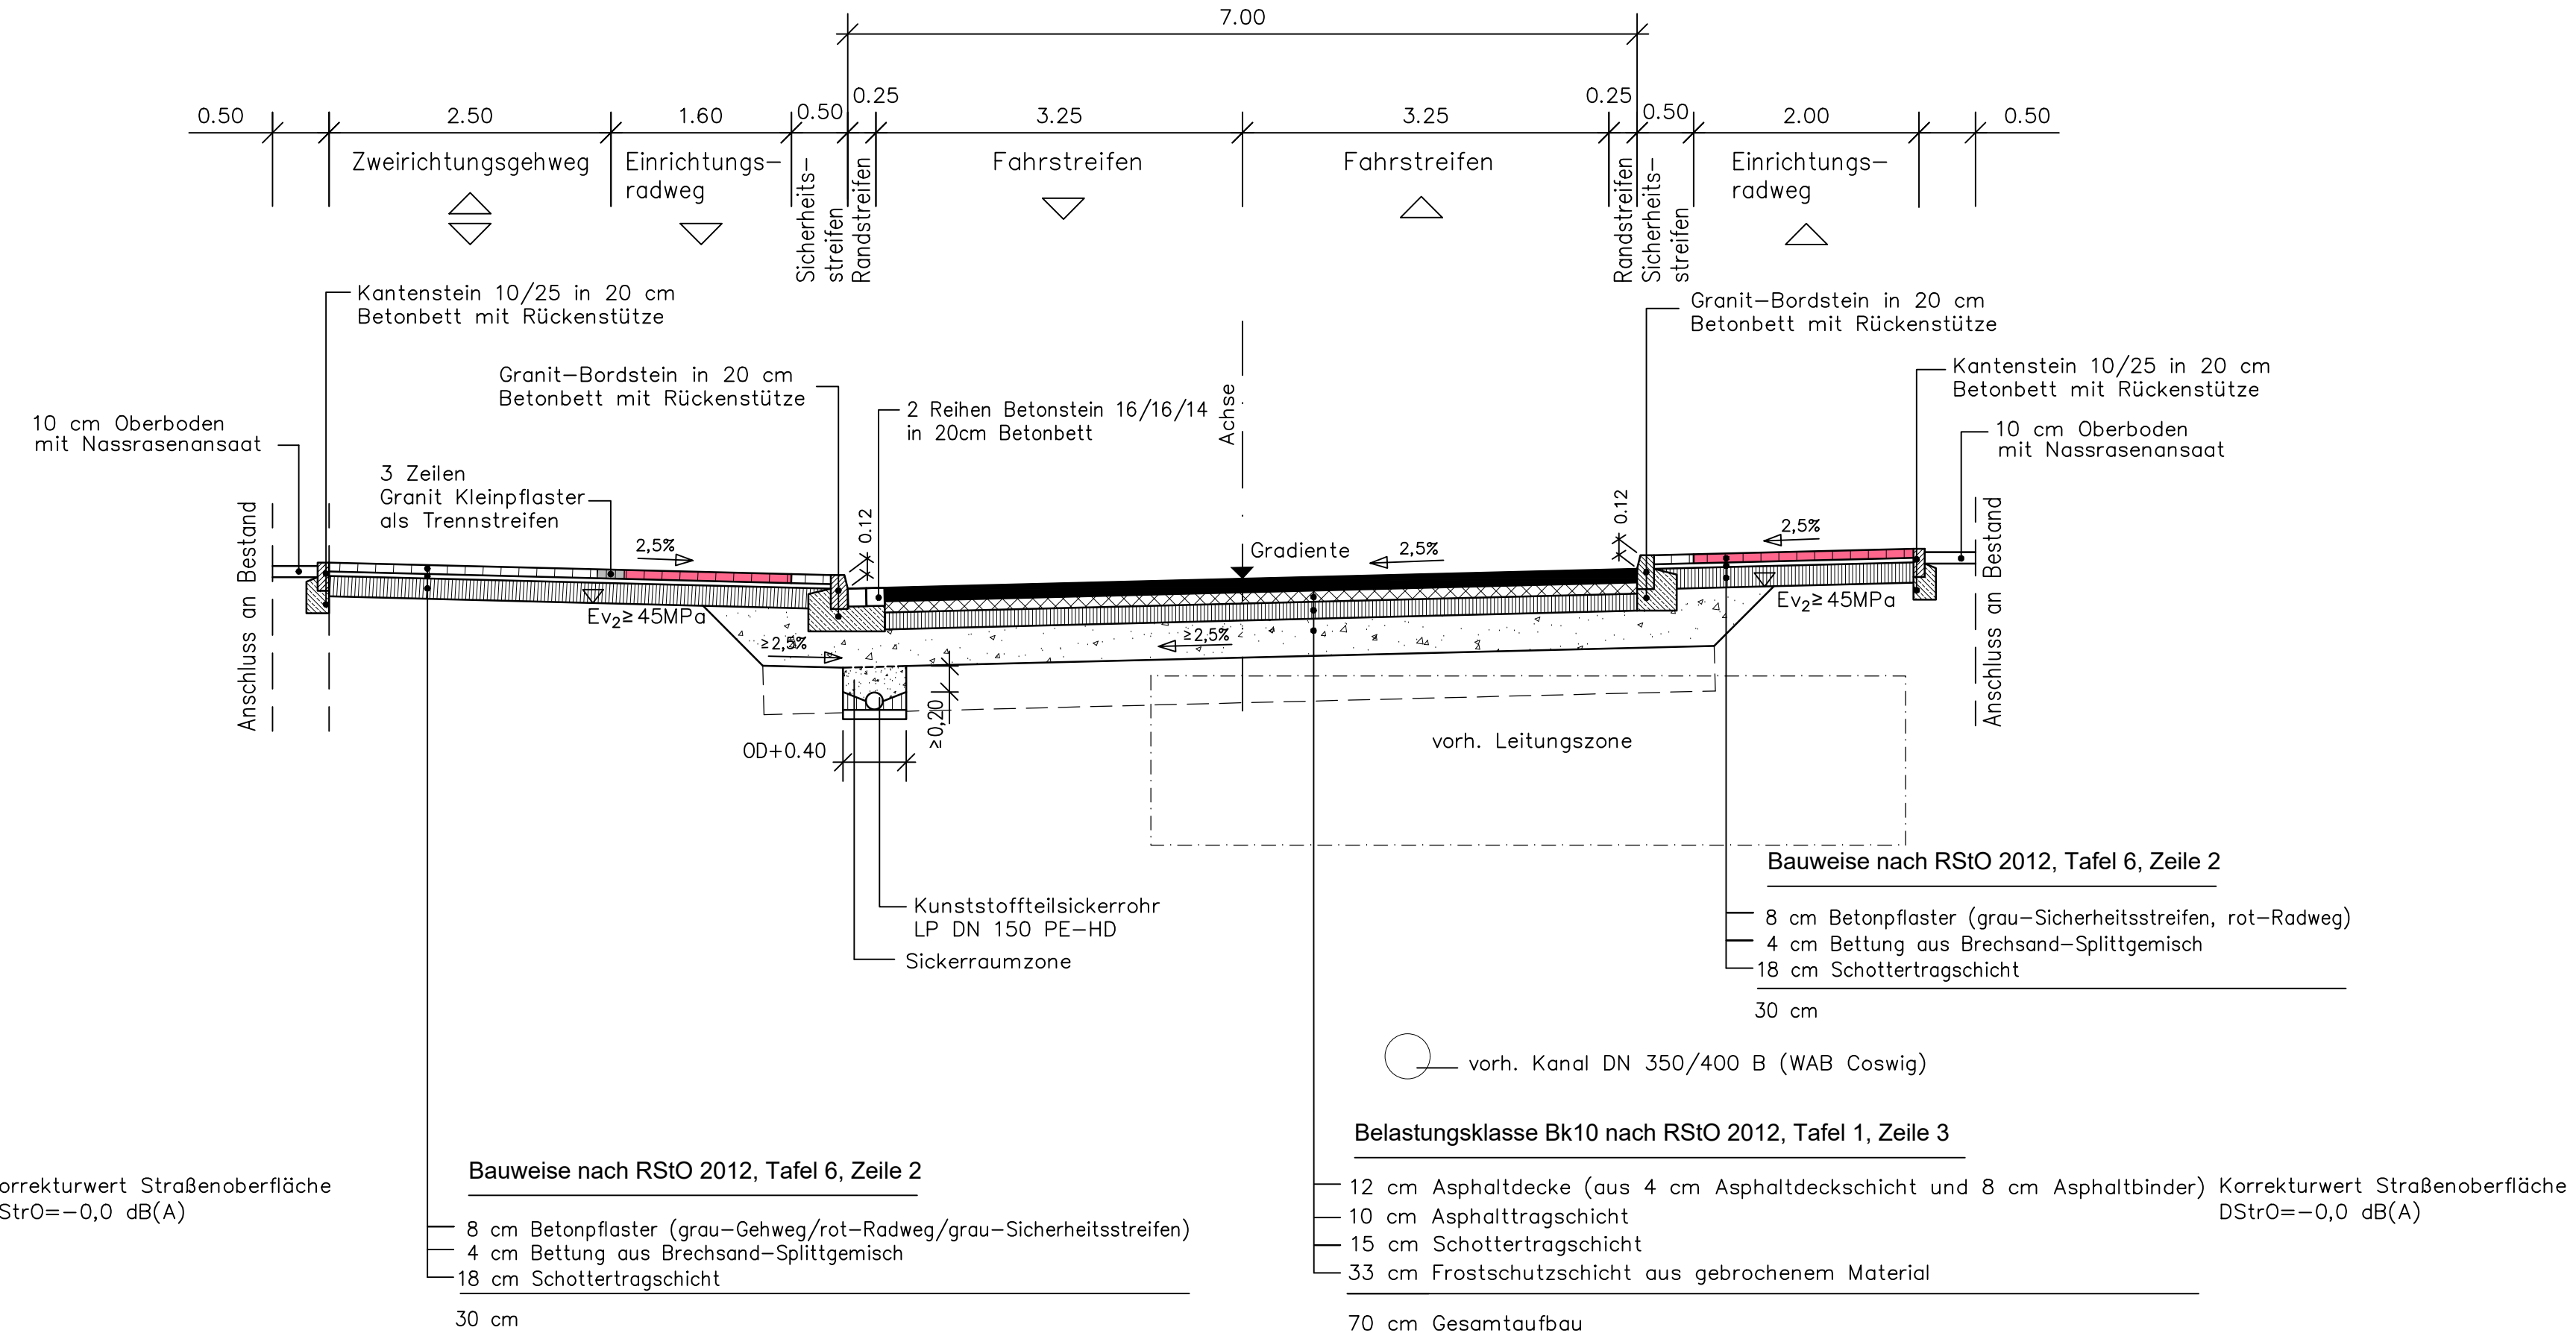 7.00
0.50
2.50
1.60
0.50
0.25
3.25
3.25
0.25
0.50
2.00
0.50
Zweirichtungsgehweg
Einrichtungs-
radweg
Sicherheits-
streifen
Randstreifen
Fahrstreifen
Fahrstreifen
Randstreifen
Sicherheits-
streifen
Einrichtungs-
radweg
Kantenstein 10/25 in 20 cm
Betonbett mit Rückenstütze
Granit-Bordstein in 20 cm
Betonbett mit Rückenstütze
Granit-Bordstein in 20 cm
Betonbett mit Rückenstütze
Kantenstein 10/25 in 20 cm
Betonbett mit Rückenstütze
10 cm Oberboden
mit Nassrasenansaat
2 Reihen Betonstein 16/16/14
in 20cm Betonbett
Achse
10 cm Oberboden
mit Nassrasenansaat
3 Zeilen
Granit Kleinpflaster
als Trennstreifen
Anschluss an Bestand
2,5%
0.12
Gradiente
2,5%
0.12
2,5%
Anschluss an Bestand
Ev₂≥45MPa
Ev₂≥45MPa
≥2,5%
≥2,5%
OD+0.40
≥0,20
vorh. Leitungszone
Kunststoffteilsickerrohr
LP DN 150 PE-HD
Sickerraumzone
Bauweise nach RStO 2012, Tafel 6, Zeile 2
8 cm Betonpflaster (grau-Sicherheitsstreifen, rot-Radweg)
4 cm Bettung aus Brechsand-Splittgemisch
18 cm Schottertragschicht
30 cm
vorh. Kanal DN 350/400 B (WAB Coswig)
Belastungsklasse Bk10 nach RStO 2012, Tafel 1, Zeile 3
12 cm Asphaltdecke (aus 4 cm Asphaltdeckschicht und 8 cm Asphaltbinder)
10 cm Asphalttragschicht
15 cm Schottertragschicht
33 cm Frostschutzschicht aus gebrochenem Material
70 cm Gesamtaufbau
Korrekturwert Straßenoberfläche
DStrO=-0,0 dB(A)
orrekturwert Straßenoberfläche
StrO=-0,0 dB(A)
Bauweise nach RStO 2012, Tafel 6, Zeile 2
8 cm Betonpflaster (grau-Gehweg/rot-Radweg/grau-Sicherheitsstreifen)
4 cm Bettung aus Brechsand-Splittgemisch
18 cm Schottertragschicht
30 cm